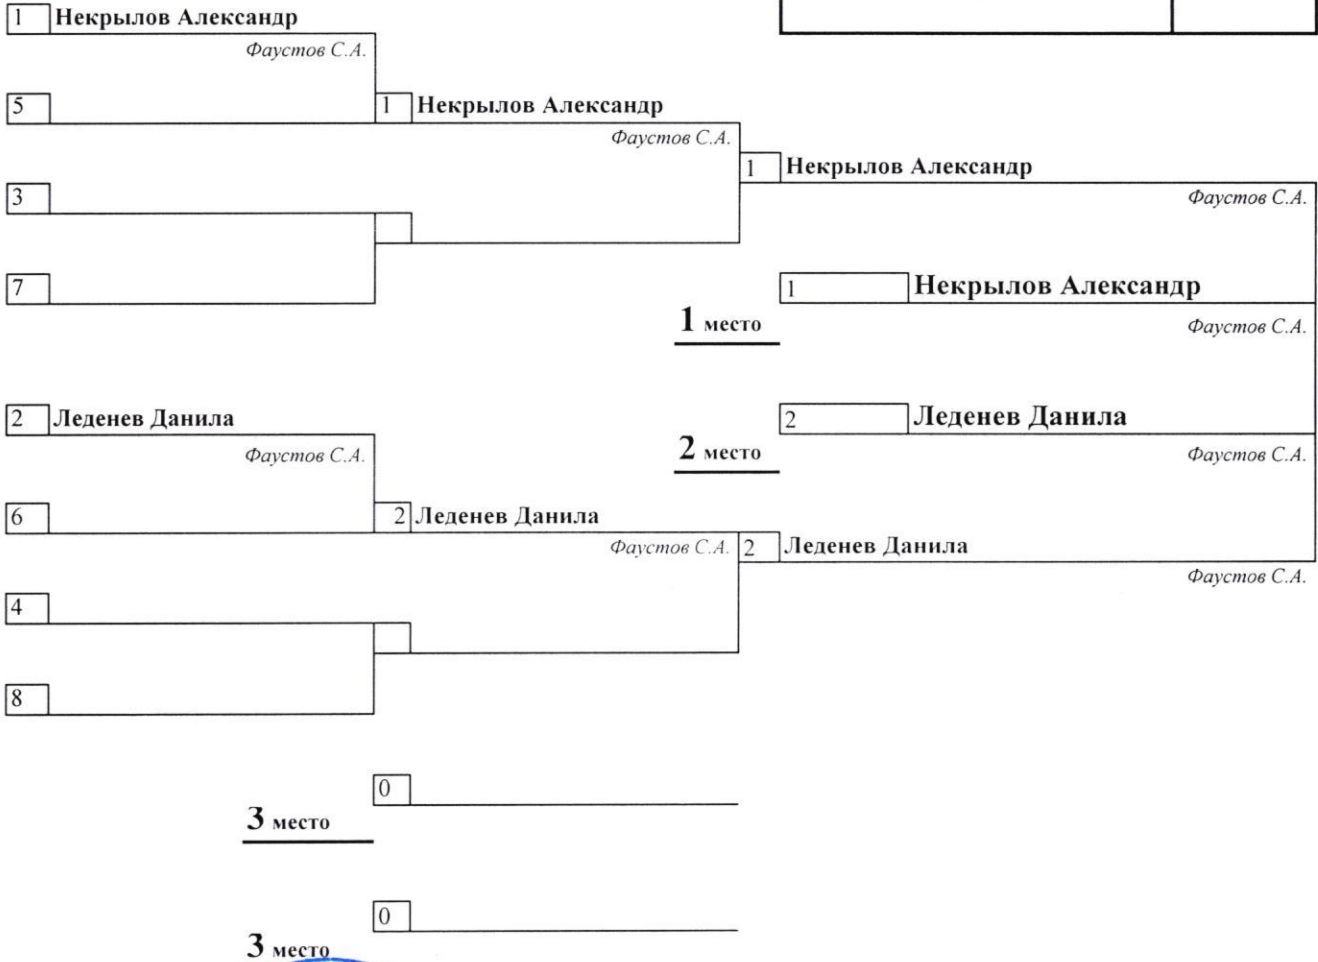 1 Некрылов Александр
Фаустов С.А.
5
1 Некрылов Александр
Фаустов С.А.
1 Некрылов Александр
Фаустов С.А.
3
7
1 Некрылов Александр
1 место
Фаустов С.А.
2 Леденев Данила
Фаустов С.А.
2 Леденев Данила
2 место
Фаустов С.А.
6
2 Леденев Данила
Фаустов С.А.
2 Леденев Данила
Фаустов С.А.
4
8
0
3 место
0
3 место